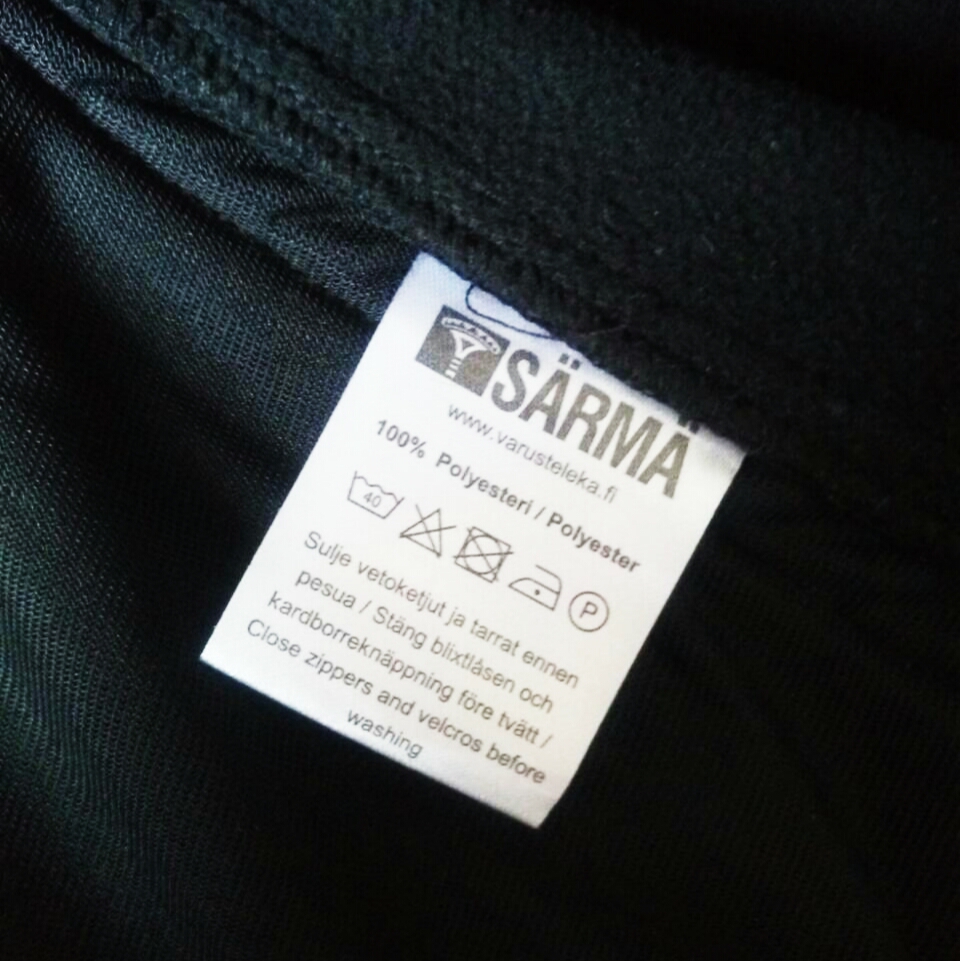 SÄRMÄ
www.varusteleka.fi
100% Polyesteri / Polyester
40
P
Sulje vetoketjut ja tarrat ennen
pesua / Stäng blixtlåsen och
kardborreknäppning före tvätt /
Close zippers and velcros before
washing